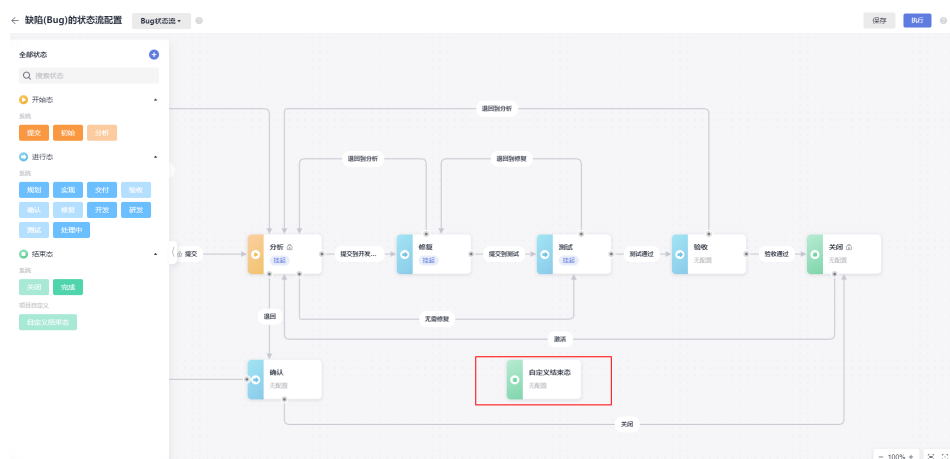 缺陷(Bug)的状态流配置
Bug状态流
保存
执行
全部状态
搜索状态
开始态
系统
提交 初始 分析
进行态
系统
规划 实现 交付 验收
确认 修复 开发 研发
测试 处理中
结束态
系统
关闭 完成
项目自定义
自定义结束态
退回到分析
退回到分析
退回到修复
提交
分析
挂起
提交到开发...
修复
挂起
提交到测试
测试
挂起
测试通过
验收
无配置
验收通过
关闭
无配置
退回
无需修复
激活
确认
无配置
自定义结束态
无配置
关闭
100%